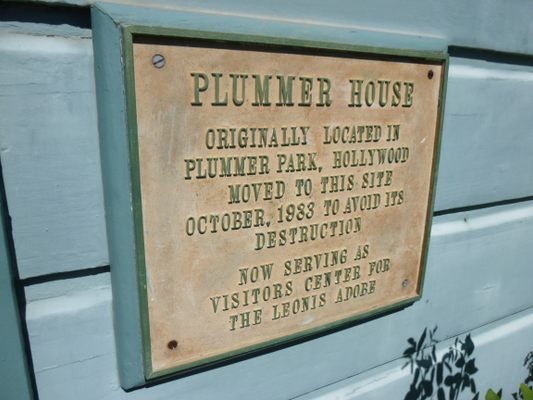 PLUMMER HOUSE
ORIGINALLY LOCATED IN
PLUMMER PARK, HOLLYWOOD
MOVED TO THIS SITE
OCTOBER, 1983 TO AVOID ITS
DESTRUCTION
NOW SERVING AS
VISITORS CENTER FOR
THE LEONIS ADOBE